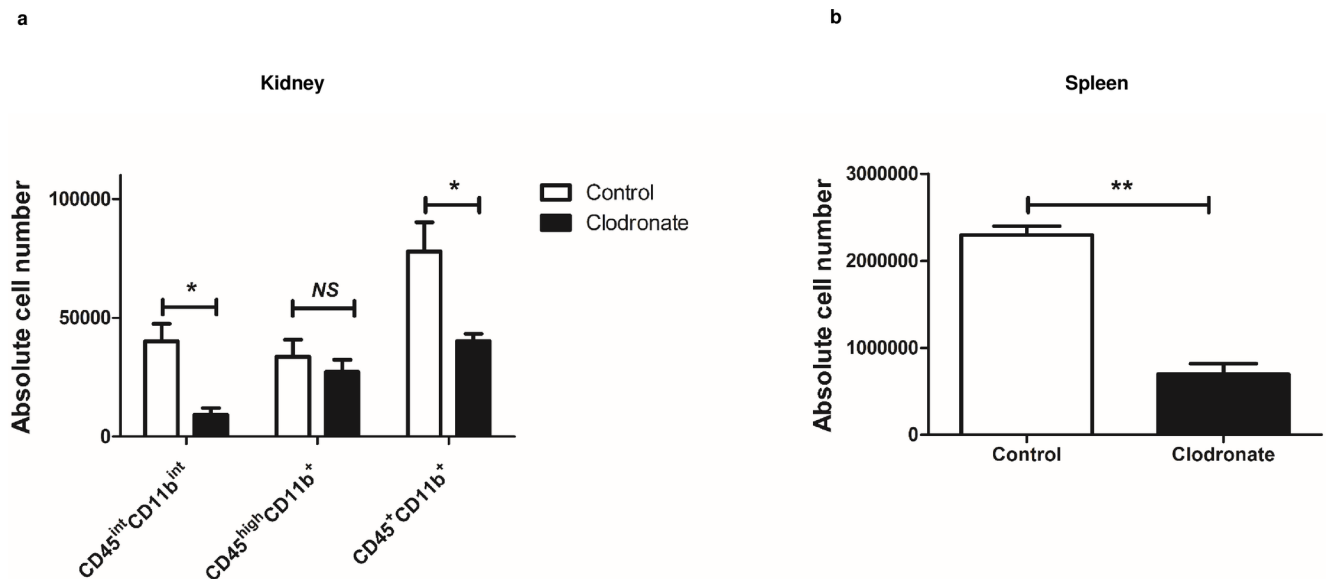 a
b
Kidney
Spleen
Absolute cell number
100000
50000
0
*
NS
*
Control
Clodronate
CD45intCD11bint
CD45highCD11b+
CD45+CD11b+
Absolute cell number
3000000
2000000
1000000
0
**
Control
Clodronate